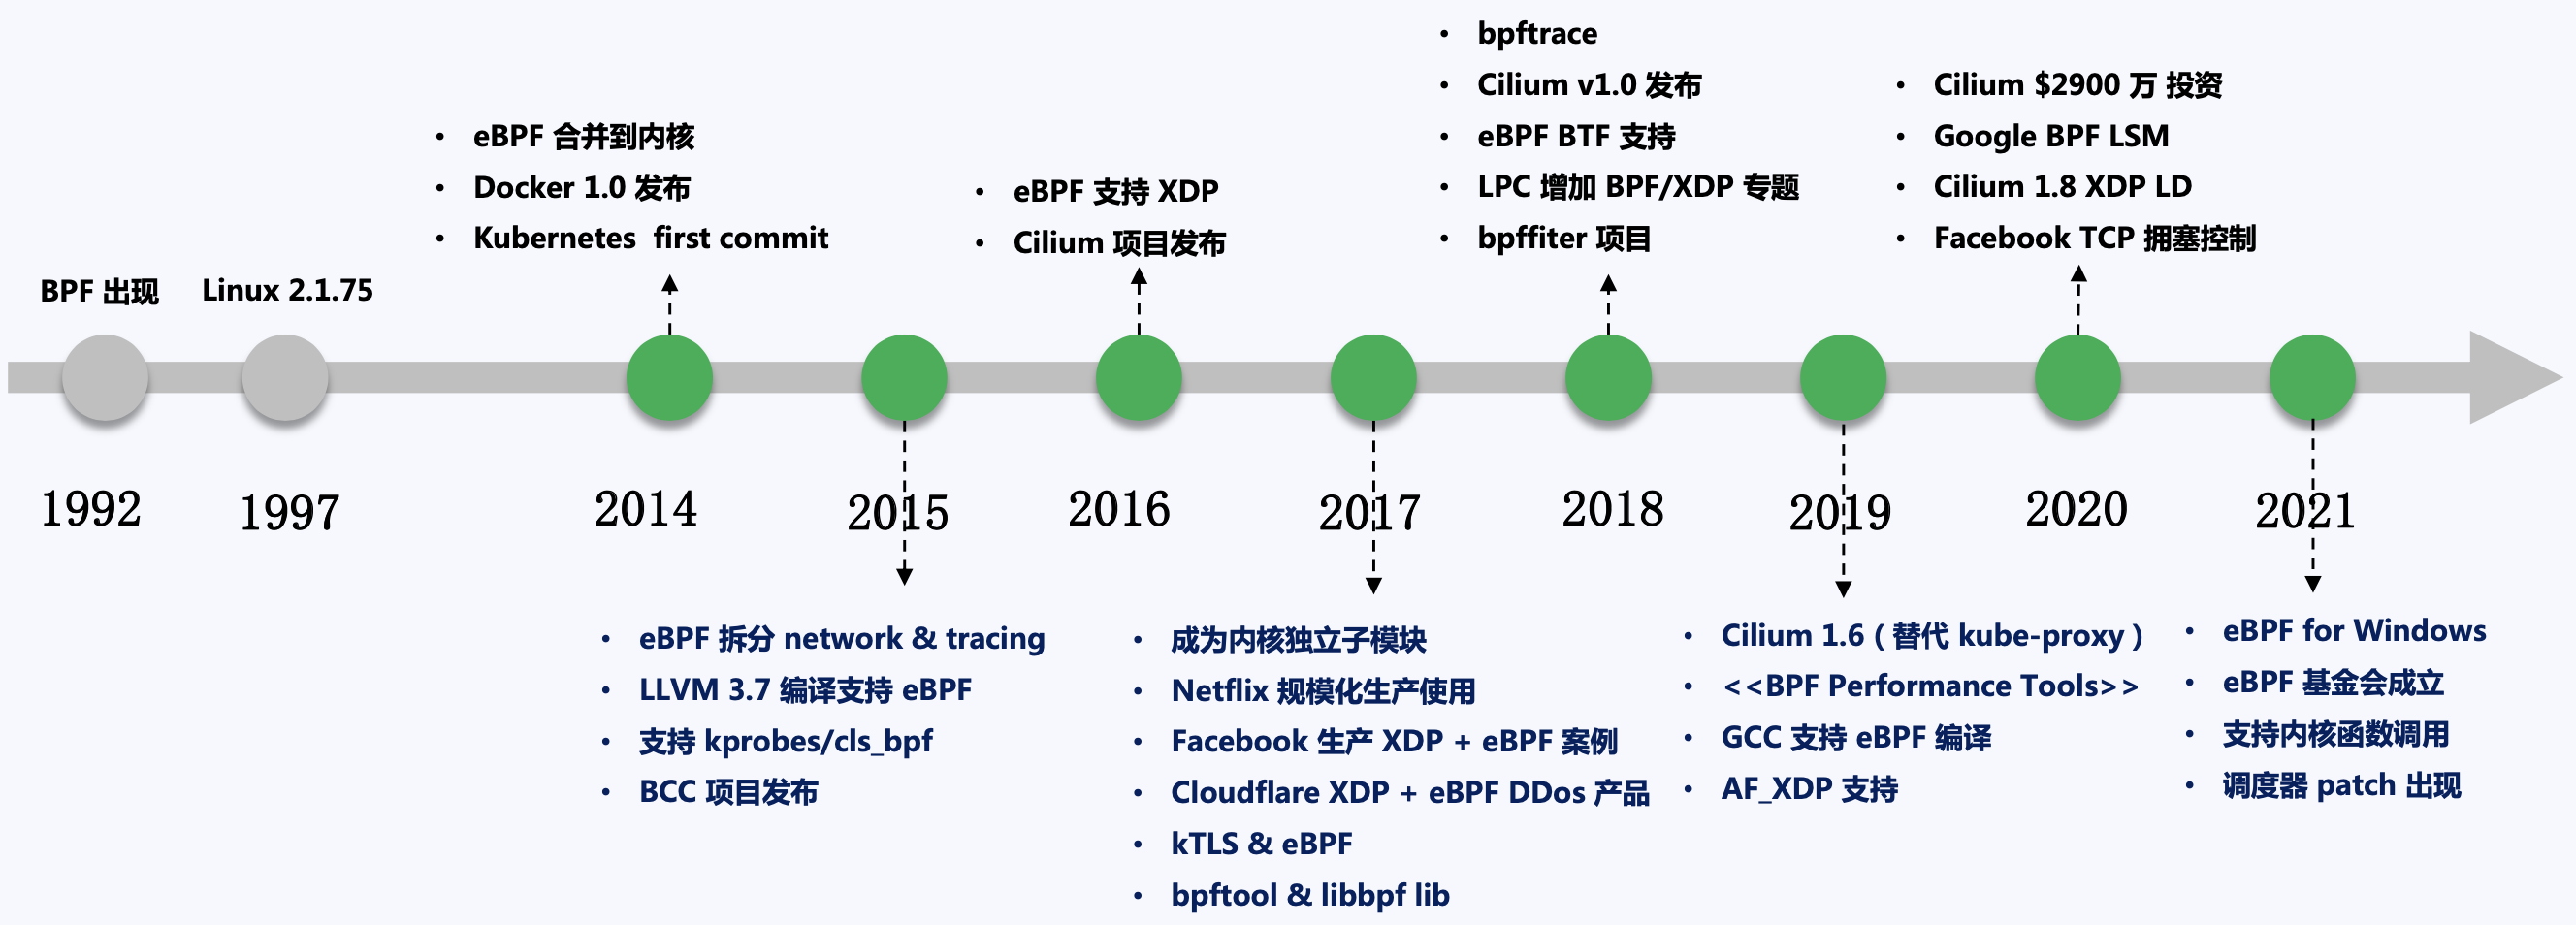 bpftrace
Cilium v1.0 发布
eBPF BTF 支持
LPC 增加 BPF/XDP 专题
bpffiter 项目
Cilium $2900 万 投资
Google BPF LSM
Cilium 1.8 XDP LD
Facebook TCP 拥塞控制
eBPF 合并到内核
Docker 1.0 发布
Kubernetes  first commit
eBPF 支持 XDP
Cilium 项目发布
BPF 出现
Linux 2.1.75
1992
1997
2014
2015
2016
2017
2018
2019
2020
2021
eBPF 拆分 network & tracing
LLVM 3.7 编译支持 eBPF
支持 kprobes/cls_bpf
BCC 项目发布
成为内核独立子模块
Netflix 规模化生产使用
Facebook 生产 XDP + eBPF 案例
Cloudflare XDP + eBPF DDos 产品
kTLS & eBPF
bpftool & libbpf lib
Cilium 1.6 ( 替代 kube-proxy )
<<BPF Performance Tools>>
GCC 支持 eBPF 编译
AF_XDP 支持
eBPF for Windows
eBPF 基金会成立
支持内核函数调用
调度器 patch 出现